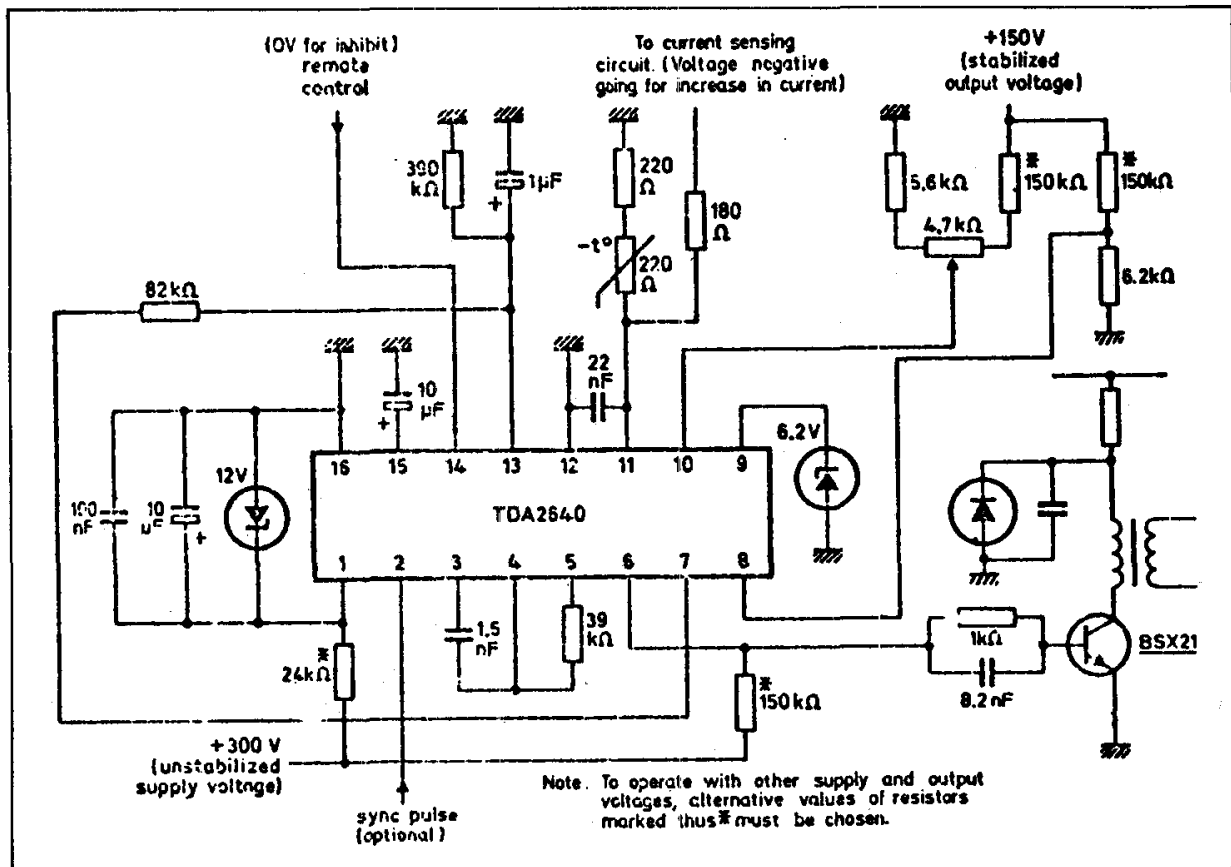 (0V for inhibit)
remote
control
To current sensing
circuit. (Voltage negative
going for increase in current)
+150V
(stabilized
output voltage)
390
kΩ
1µF
+
220
Ω
180
Ω
-t°
220
Ω
5,6kΩ
*
150kΩ
*
150kΩ
4,7kΩ
6.2kΩ
82kΩ
10
µF
+
22
nF
6.2V
16 15 14 13 12 11 10 9
12V
100
nF
10
µF
+
TDA2640
1 2 3 4 5 6 7 8
1,5
nF
39
kΩ
24kΩ*
*
150kΩ
1kΩ
8.2nF
BSX21
+300 V
(unstabilized
supply voltage)
sync pulse
(optional)
Note. To operate with other supply and output
voltages, alternative values of resistors
marked thus * must be chosen.